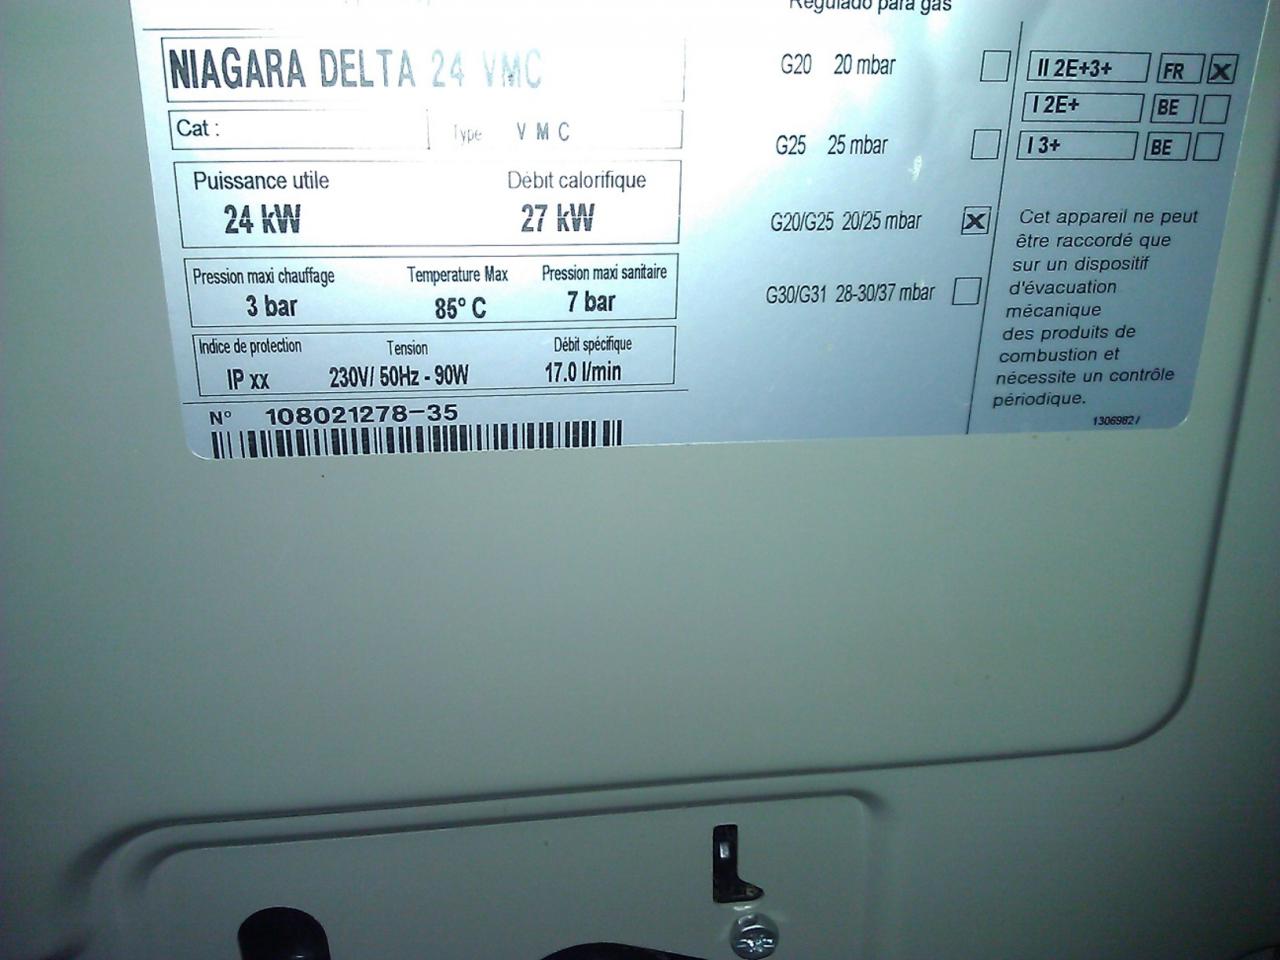 Regulado para gas
NIAGARA DELTA 24 VMC
Cat :
Type VMC
Puissance utile Débit calorifique
24 kW 27 kW
Pression maxi chauffage Temperature Max Pression maxi sanitaire
3 bar 85° C 7 bar
Indice de protection Tension Débit spécifique
IP xx 230V/ 50Hz - 90W 17.0 l/min
N° 108021278-35
G20 20 mbar
G25 25 mbar
G20/G25 20/25 mbar X
G30/G31 28-30/37 mbar
II 2E+3+ FR X
I 2E+ BE
I 3+ BE
Cet appareil ne peut
être raccordé que
sur un dispositif
d'évacuation
mécanique
des produits de
combustion et
nécessite un contrôle
périodique.
1306982/